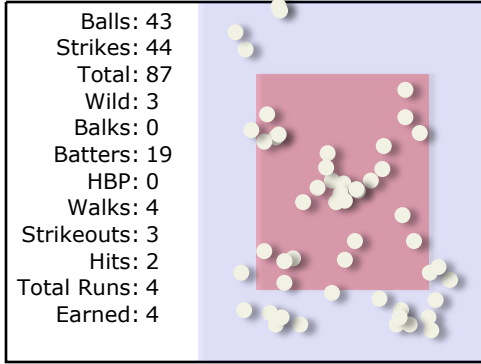 Balls: 43
Strikes: 44
Total: 87
Wild: 3
Balks: 0
Batters: 19
HBP: 0
Walks: 4
Strikeouts: 3
Hits: 2
Total Runs: 4
Earned: 4